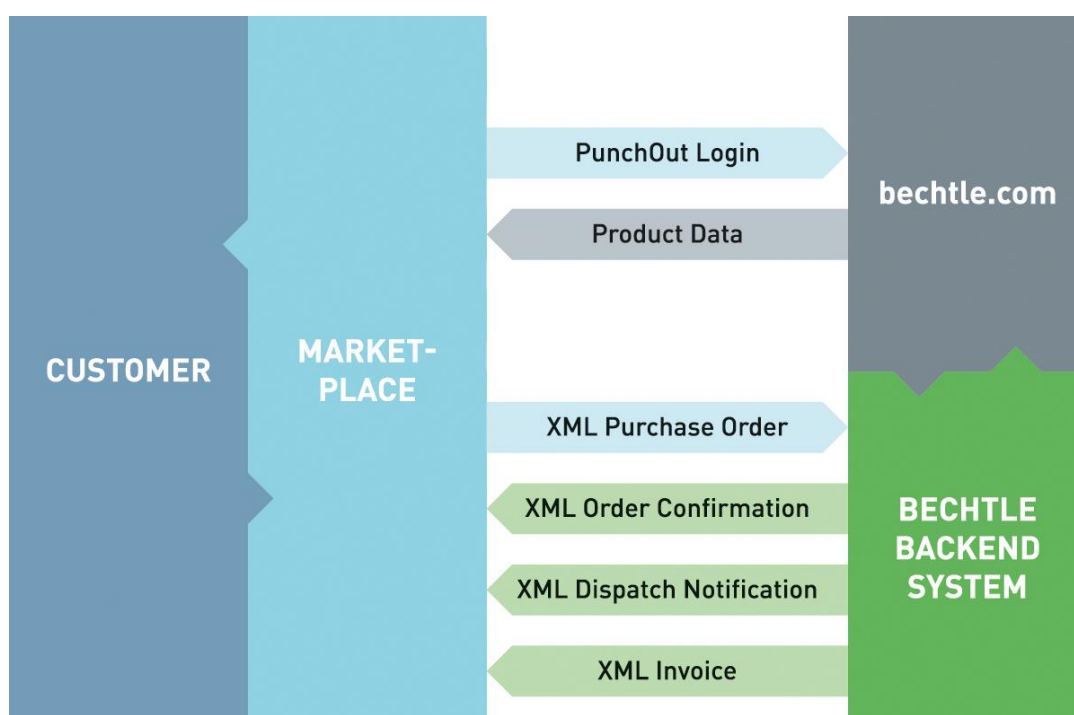 CUSTOMER
MARKET-
PLACE
PunchOut Login
Product Data
XML Purchase Order
XML Order Confirmation
XML Dispatch Notification
XML Invoice
bechtle.com
BECHTLE
BACKEND
SYSTEM